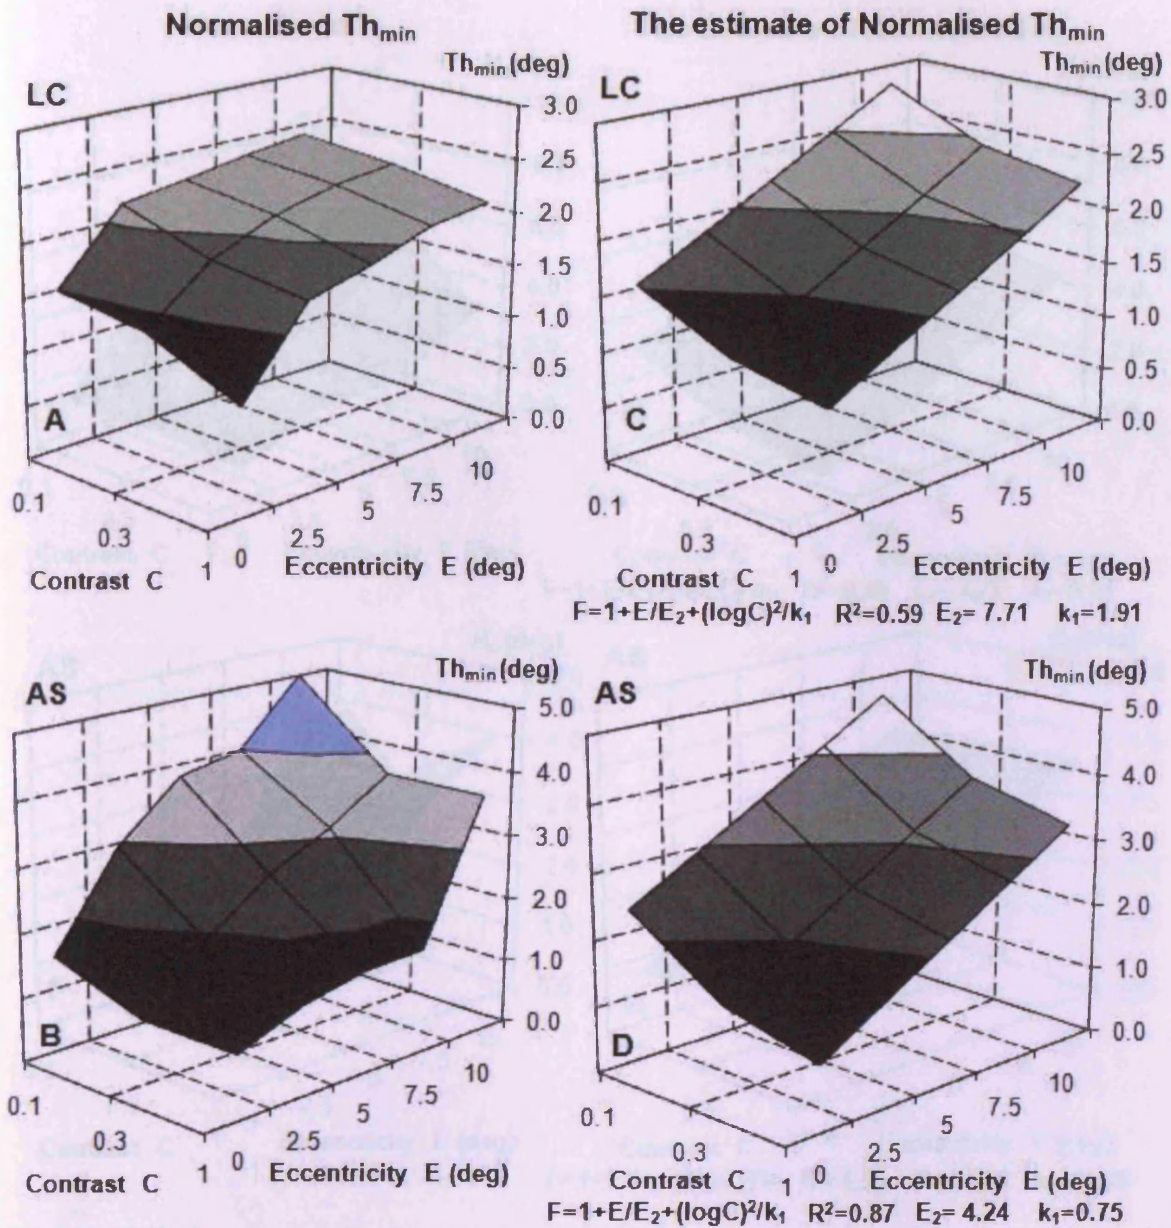 Normalised Th_min
The estimate of Normalised Th_min
LC
Th_min (deg)
3.0
2.5
2.0
1.5
1.0
0.5
0.0
A
0.1
0.3
1
0
2.5
5
7.5
10
Contrast C
Eccentricity E (deg)
LC
Th_min (deg)
3.0
2.5
2.0
1.5
1.0
0.5
0.0
C
0.1
0.3
1
0
2.5
5
7.5
10
Contrast C
Eccentricity E (deg)
F=1+E/E₂+(logC)²/k₁ R²=0.59 E₂= 7.71 k₁=1.91
AS
Th_min (deg)
5.0
4.0
3.0
2.0
1.0
0.0
B
0.1
0.3
1
0
2.5
5
7.5
10
Contrast C
Eccentricity E (deg)
AS
Th_min (deg)
5.0
4.0
3.0
2.0
1.0
0.0
D
0.1
0.3
1
0
2.5
5
7.5
10
Contrast C
Eccentricity E (deg)
F=1+E/E₂+(logC)²/k₁ R²=0.87 E₂= 4.24 k₁=0.75